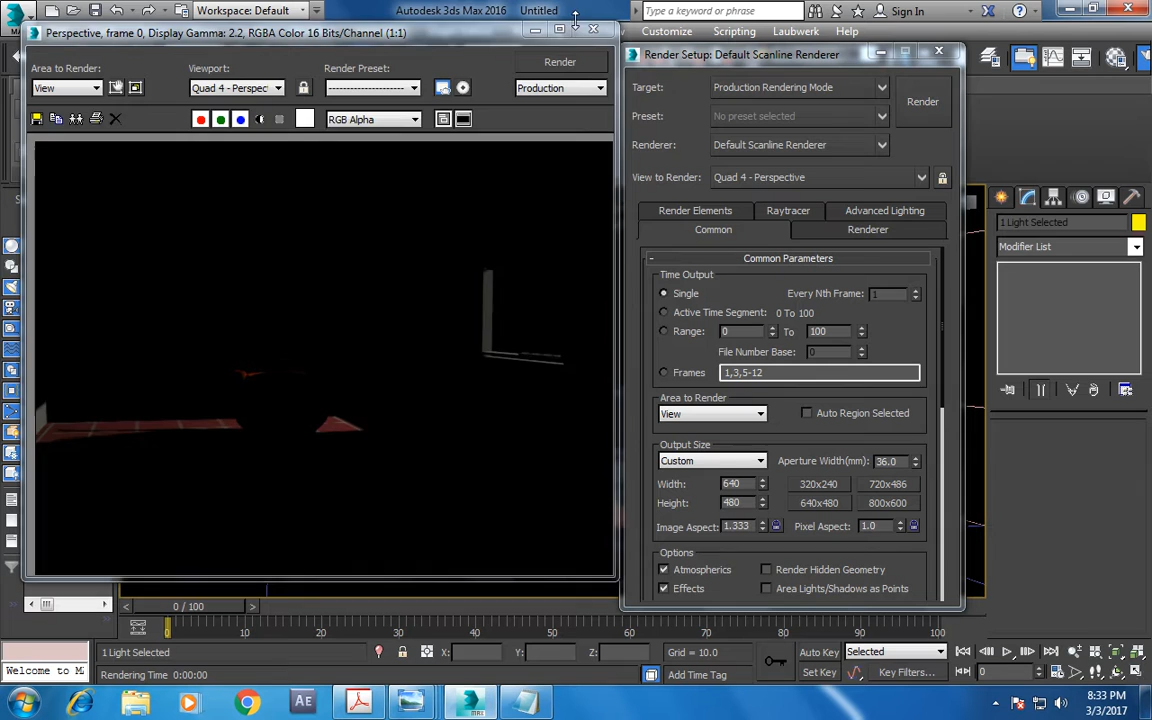 Workspace: Default
Autodesk 3ds Max 2016
Untitled
Type a keyword or phrase
Sign In
Scripting
Laubwerk
Help
Perspective, frame 0, Display Gamma: 2.2, RGBA Color 16 Bits/Channel (1:1)
Area to Render:
Viewport:
Render Preset:
Render
View
Quad 4 - Perspect
Production
RGB Alpha
Render Setup: Default Scanline Renderer
Target:
Production Rendering Mode
Preset:
No preset selected
Render
Renderer:
Default Scanline Renderer
View to Render:
Quad 4 - Perspective
Render Elements
Raytracer
Advanced Lighting
Common
Renderer
- Common Parameters
Time Output
Single
Every Nth Frame: 1
Active Time Segment: 0 To 100
Range: 0 To 100
File Number Base: 0
Frames 1,3,5-12
Area to Render
View
Auto Region Selected
Output Size
Custom
Aperture Width(mm): 36.0
Width: 640
320x240
720x486
Height: 480
640x480
800x600
Image Aspect: 1.333
Pixel Aspect: 1.0
Options
Atmospherics
Render Hidden Geometry
Effects
Area Lights/Shadows as Points
1 Light Selected
Modifier List
0 / 100
0 10 20 30 40 50 60 70 80 90 100
1 Light Selected
X: Y: Z:
Grid = 10.0
Auto Key
Selected
Welcome to M
Rendering Time 0:00:00
Add Time Tag
Set Key
Key Filters...
0
AE
MAX
8:33 PM
3/3/2017